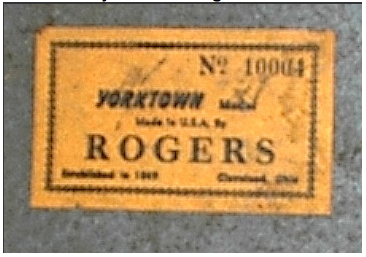 Nº 10004
YORKTOWN Model
Made in U.S.A. By
ROGERS
Established in 1849 Cleveland, Ohio